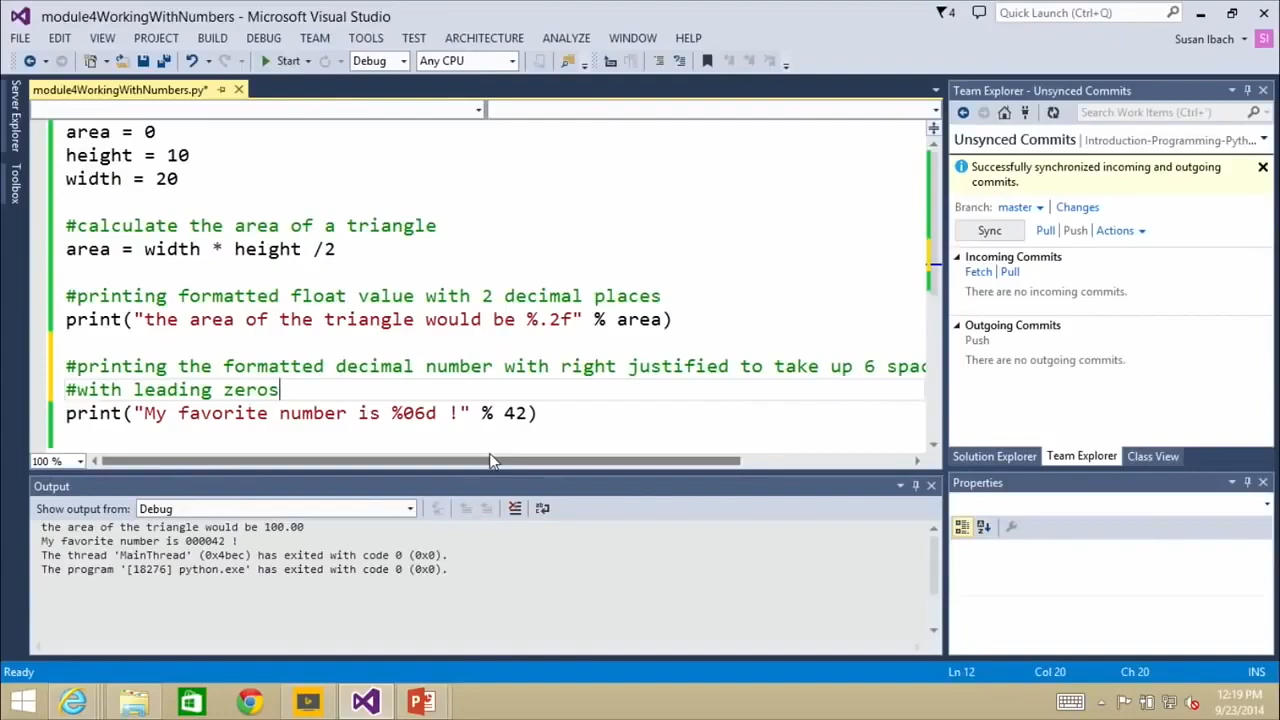 module4WorkingWithNumbers - Microsoft Visual Studio
4
Quick Launch (Ctrl+Q)
FILE EDIT VIEW PROJECT BUILD DEBUG TEAM TOOLS TEST ARCHITECTURE ANALYZE WINDOW HELP
Susan Ibach SI
Start Debug Any CPU
Server Explorer
Toolbox
module4WorkingWithNumbers.py*
area = 0
height = 10
width = 20
#calculate the area of a triangle
area = width * height /2
#printing formatted float value with 2 decimal places
print("the area of the triangle would be %.2f" % area)
#printing the formatted decimal number with right justified to take up 6 spac
#with leading zeros
print("My favorite number is %06d !" % 42)
100 %
Output
Show output from: Debug
the area of the triangle would be 100.00
My favorite number is 000042 !
The thread 'MainThread' (0x4bec) has exited with code 0 (0x0).
The program '[18276] python.exe' has exited with code 0 (0x0).
Team Explorer - Unsynced Commits
Search Work Items (Ctrl+')
Unsynced Commits | Introduction-Programming-Pyth...
Successfully synchronized incoming and outgoing
commits.
Branch: master Changes
Sync Pull Push Actions
Incoming Commits
Fetch | Pull
There are no incoming commits.
Outgoing Commits
Push
There are no outgoing commits.
Solution Explorer Team Explorer Class View
Properties
Ready Ln 12 Col 20 Ch 20 INS
12:19 PM
9/23/2014